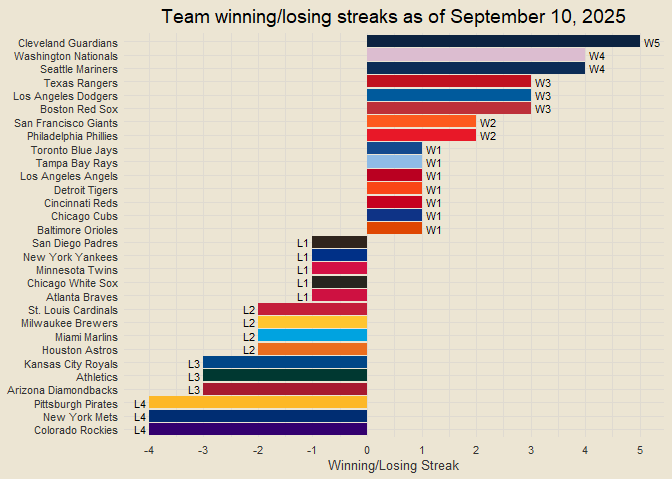 Team winning/losing streaks as of September 10, 2025
Cleveland Guardians W5
Washington Nationals W4
Seattle Mariners W4
Texas Rangers W3
Los Angeles Dodgers W3
Boston Red Sox W3
San Francisco Giants W2
Philadelphia Phillies W2
Toronto Blue Jays W1
Tampa Bay Rays W1
Los Angeles Angels W1
Detroit Tigers W1
Cincinnati Reds W1
Chicago Cubs W1
Baltimore Orioles W1
San Diego Padres L1
New York Yankees L1
Minnesota Twins L1
Chicago White Sox L1
Atlanta Braves L1
St. Louis Cardinals L2
Milwaukee Brewers L2
Miami Marlins L2
Houston Astros L2
Kansas City Royals L3
Athletics L3
Arizona Diamondbacks L3
Pittsburgh Pirates L4
New York Mets L4
Colorado Rockies L4
-4 -3 -2 -1 0 1 2 3 4 5
Winning/Losing Streak